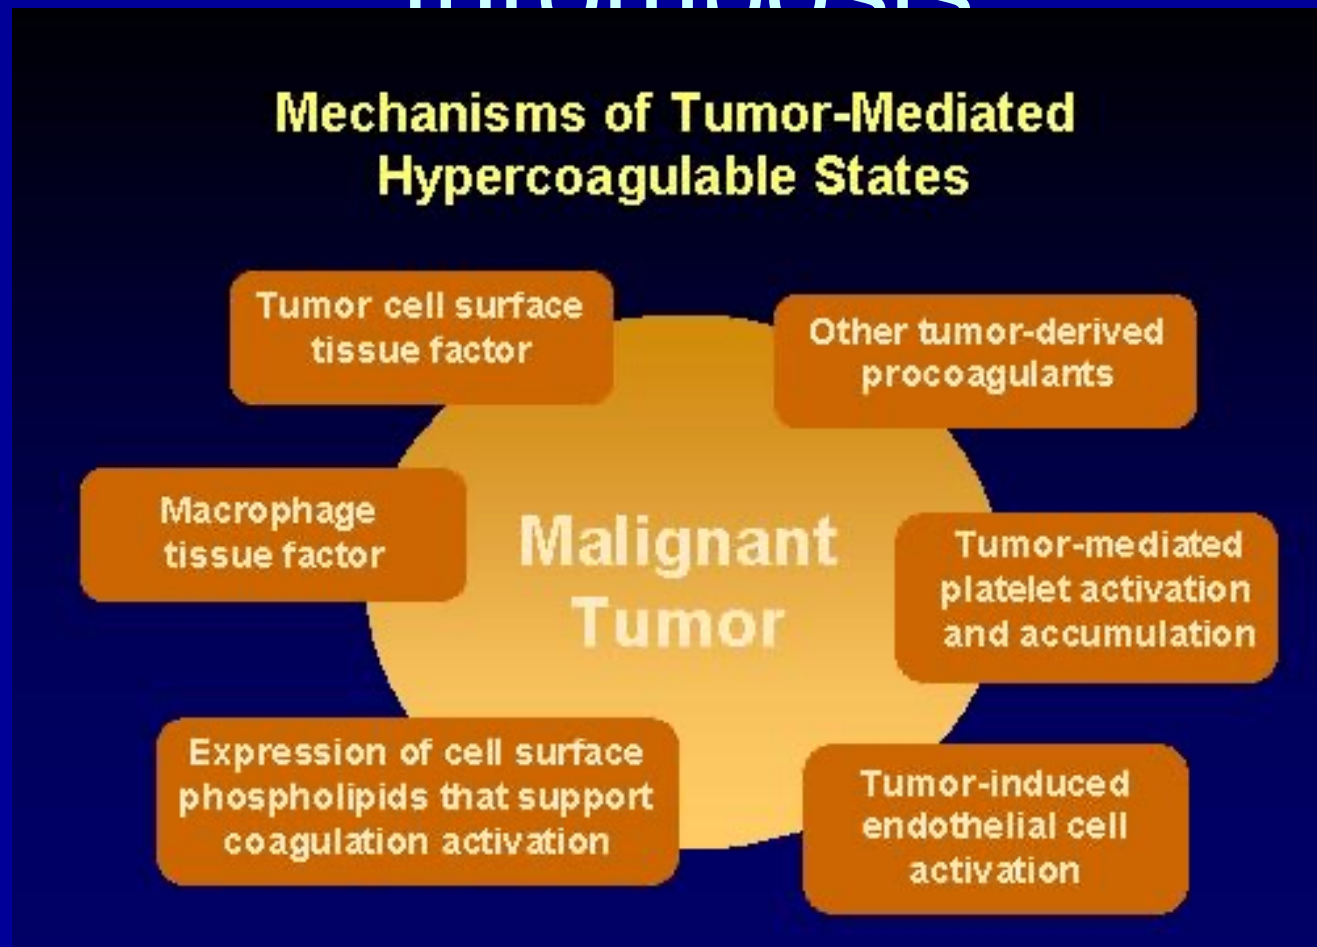 Mechanisms of Tumor-Mediated
Hypercoagulable States
Tumor cell surface
tissue factor
Other tumor-derived
procoagulants
Macrophage
tissue factor
Malignant
Tumor
Tumor-mediated
platelet activation
and accumulation
Expression of cell surface
phospholipids that support
coagulation activation
Tumor-induced
endothelial cell
activation